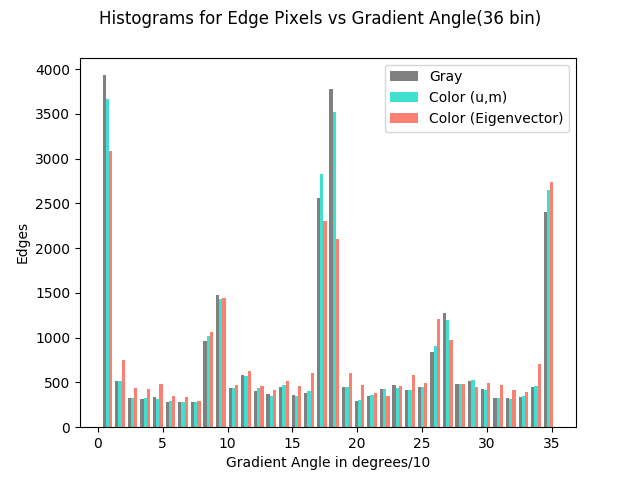 Histograms for Edge Pixels vs Gradient Angle(36 bin)
Gray
Color (u,m)
Color (Eigenvector)
4000
3500
3000
2500
2000
1500
1000
500
0
Edges
0 5 10 15 20 25 30 35
Gradient Angle in degrees/10